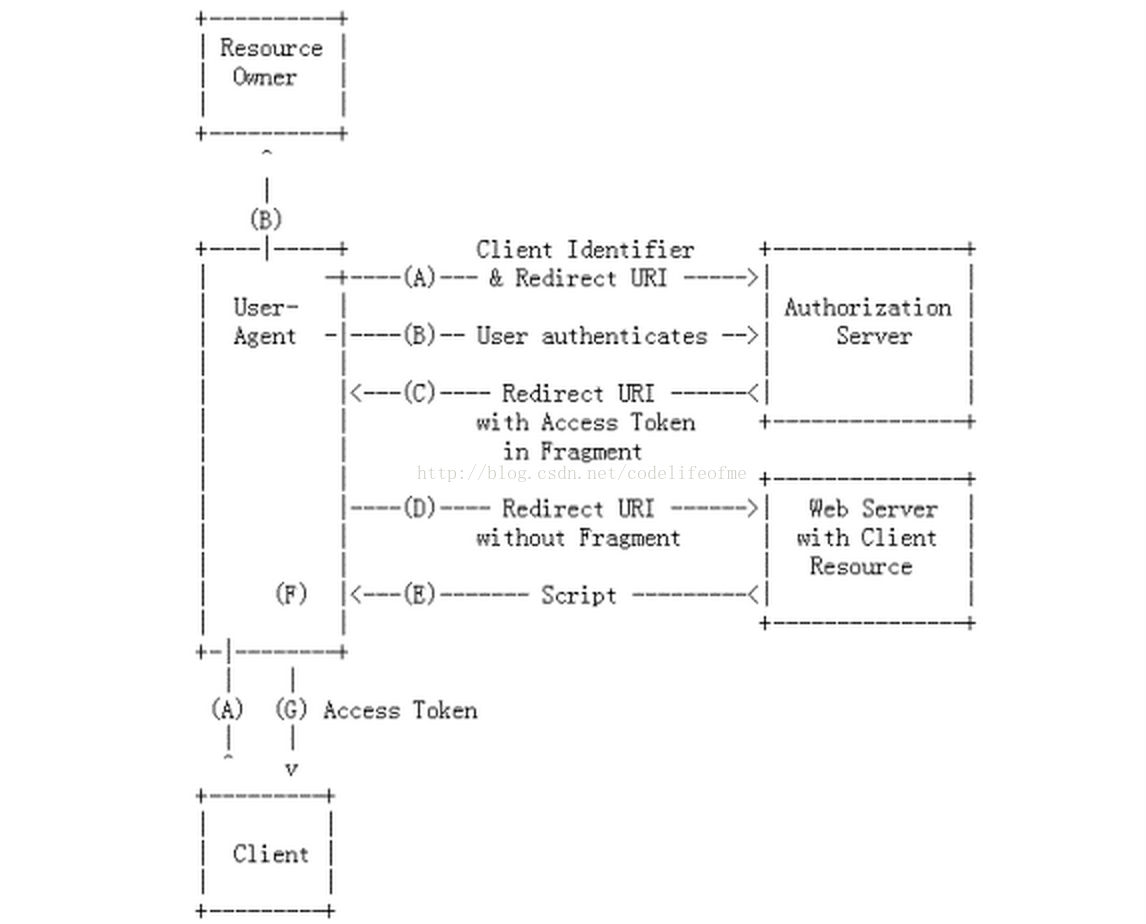 Resource
Owner
(B)
Client Identifier
(A) & Redirect URI
User-
Agent
Authorization
Server
(B) User authenticates
(C) Redirect URI
with Access Token
in Fragment
http://blog.csdn.net/codelifeofme
(D) Redirect URI
without Fragment
Web Server
with Client
Resource
(F)
(E) Script
(A) (G) Access Token
v
Client